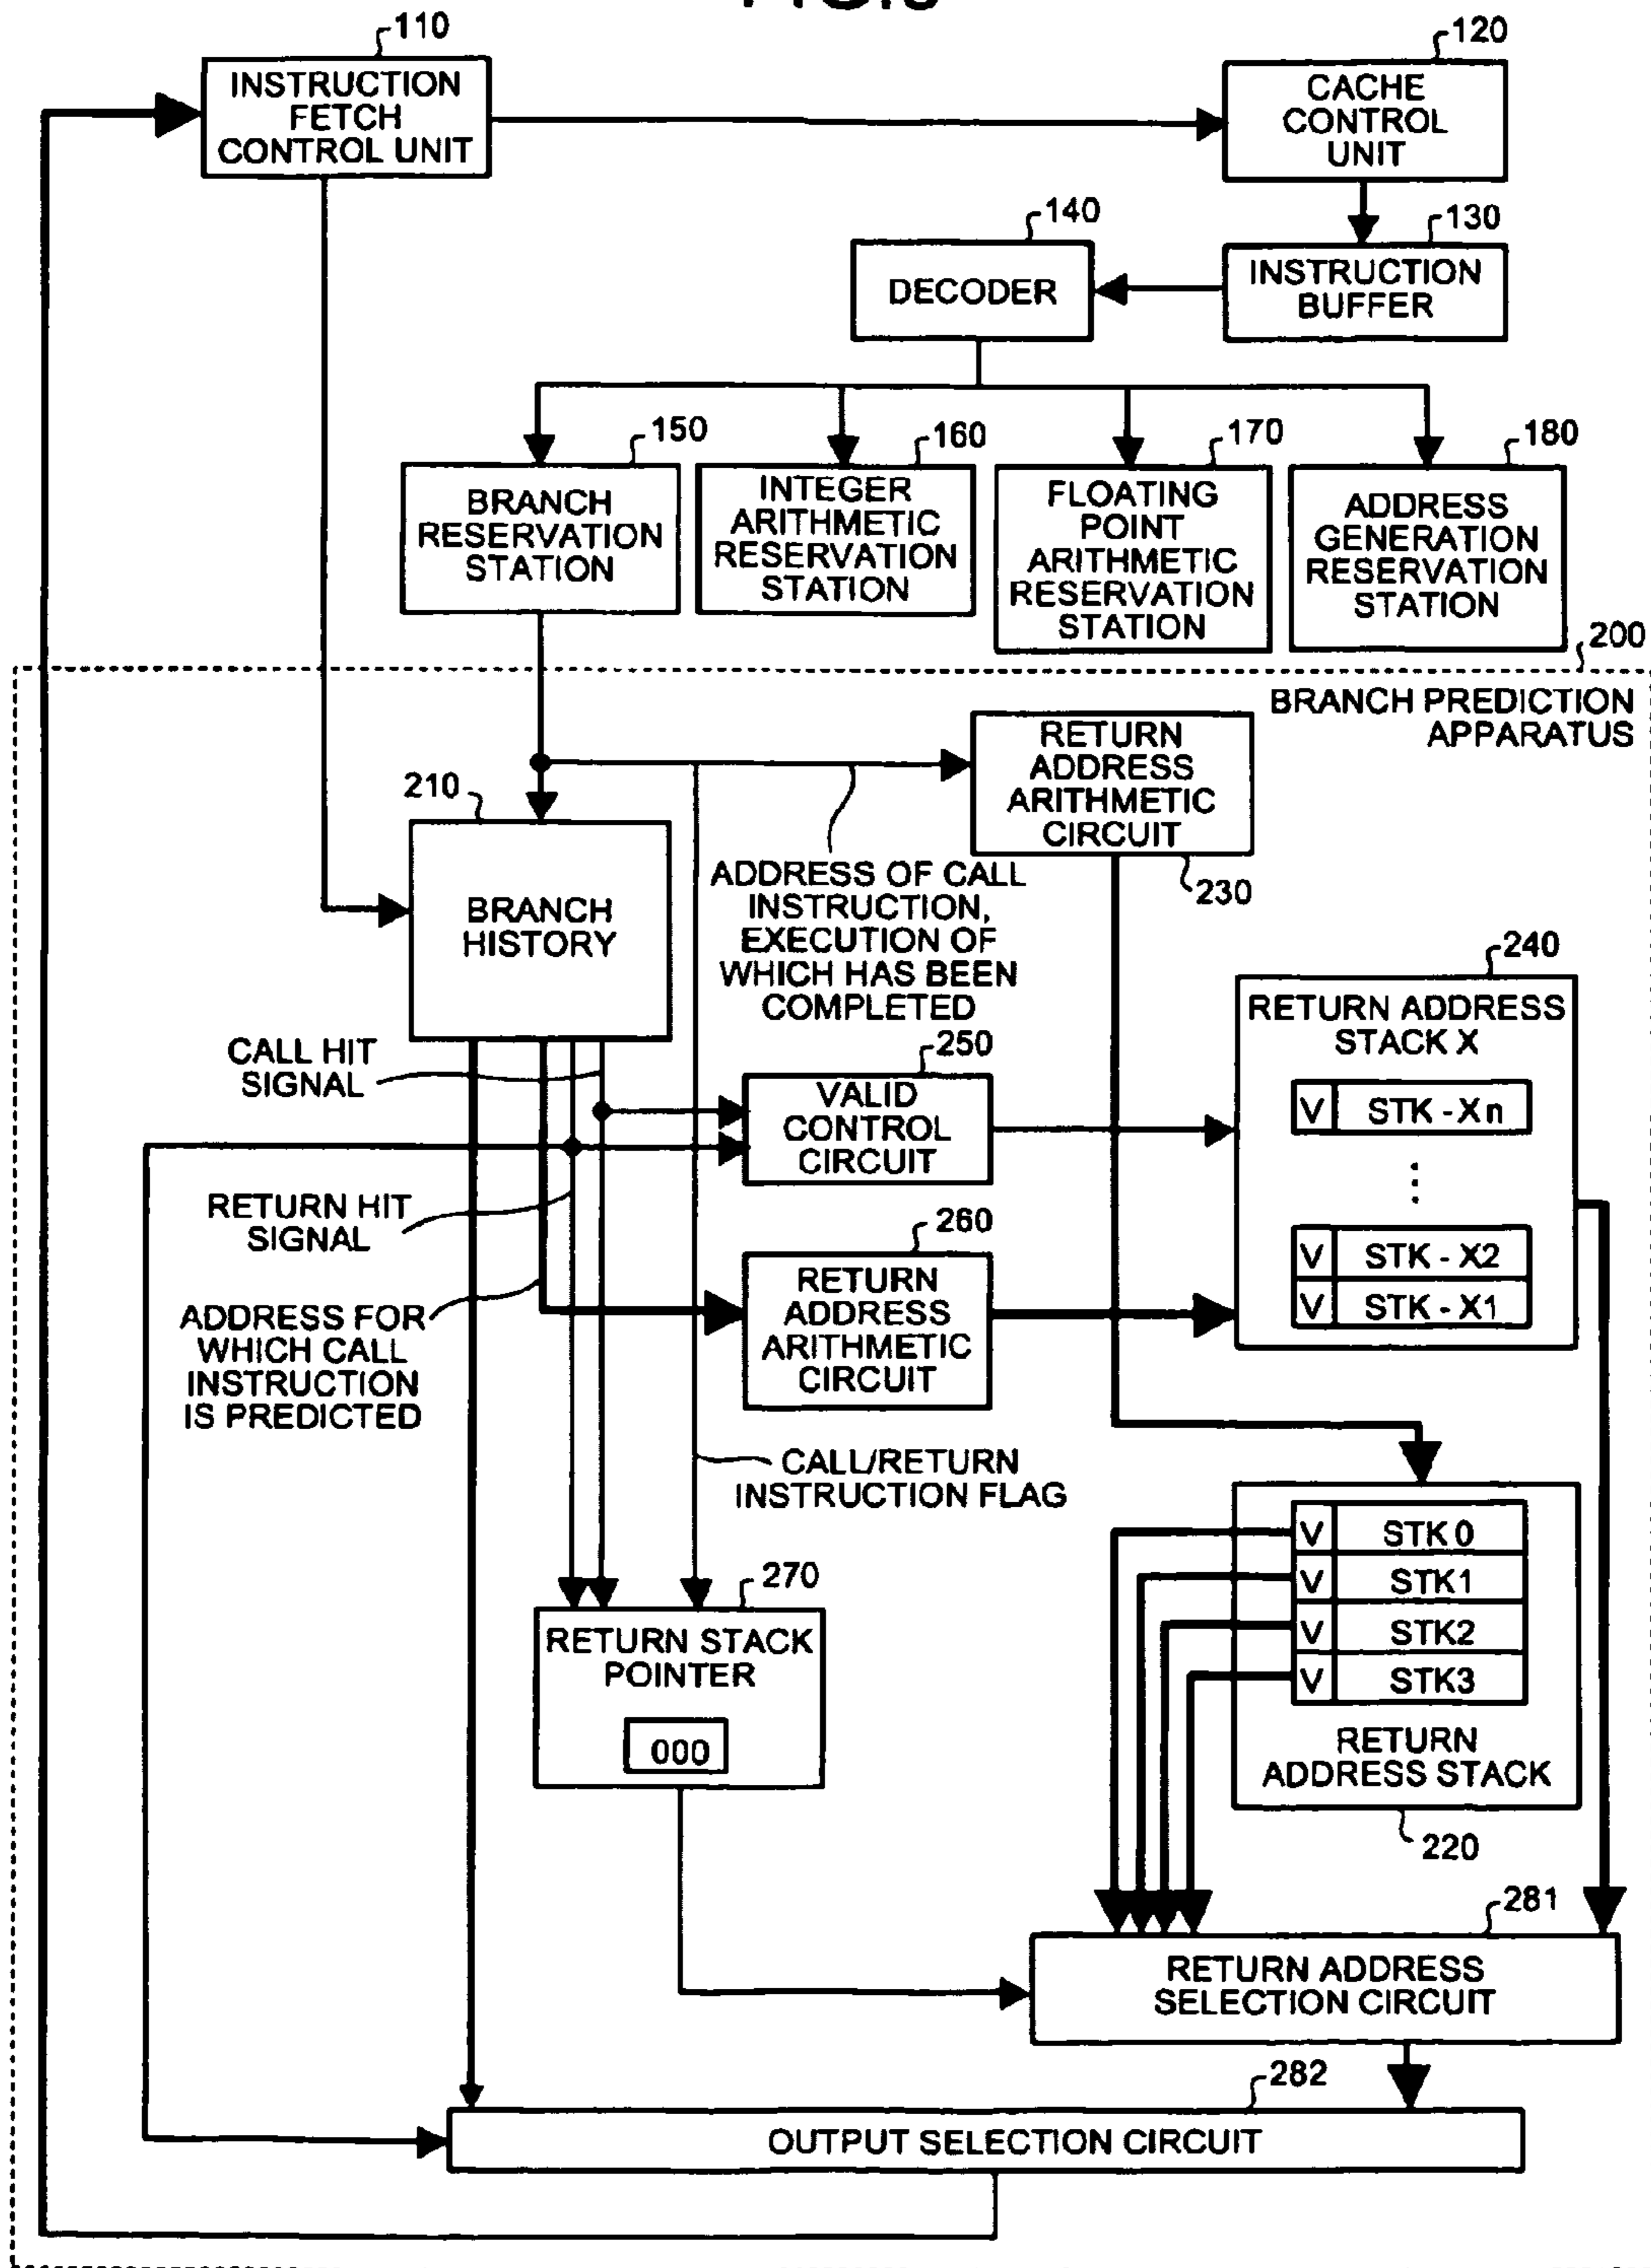 110
INSTRUCTION
FETCH
CONTROL UNIT
120
CACHE
CONTROL
UNIT
140
DECODER
130
INSTRUCTION
BUFFER
150
BRANCH
RESERVATION
STATION
160
INTEGER
ARITHMETIC
RESERVATION
STATION
170
FLOATING
POINT
ARITHMETIC
RESERVATION
STATION
180
ADDRESS
GENERATION
RESERVATION
STATION
200
BRANCH PREDICTION
APPARATUS
RETURN
ADDRESS
ARITHMETIC
CIRCUIT
230
210
BRANCH
HISTORY
ADDRESS OF CALL
INSTRUCTION,
EXECUTION OF
WHICH HAS BEEN
COMPLETED
240
RETURN ADDRESS
STACK X
V STK - Xn
⋮
V STK - X2
V STK - X1
CALL HIT
SIGNAL
250
VALID
CONTROL
CIRCUIT
RETURN HIT
SIGNAL
260
RETURN
ADDRESS
ARITHMETIC
CIRCUIT
ADDRESS FOR
WHICH CALL
INSTRUCTION
IS PREDICTED
CALL/RETURN
INSTRUCTION FLAG
V STK 0
V STK1
V STK2
V STK3
RETURN
ADDRESS STACK
220
270
RETURN STACK
POINTER
000
281
RETURN ADDRESS
SELECTION CIRCUIT
282
OUTPUT SELECTION CIRCUIT